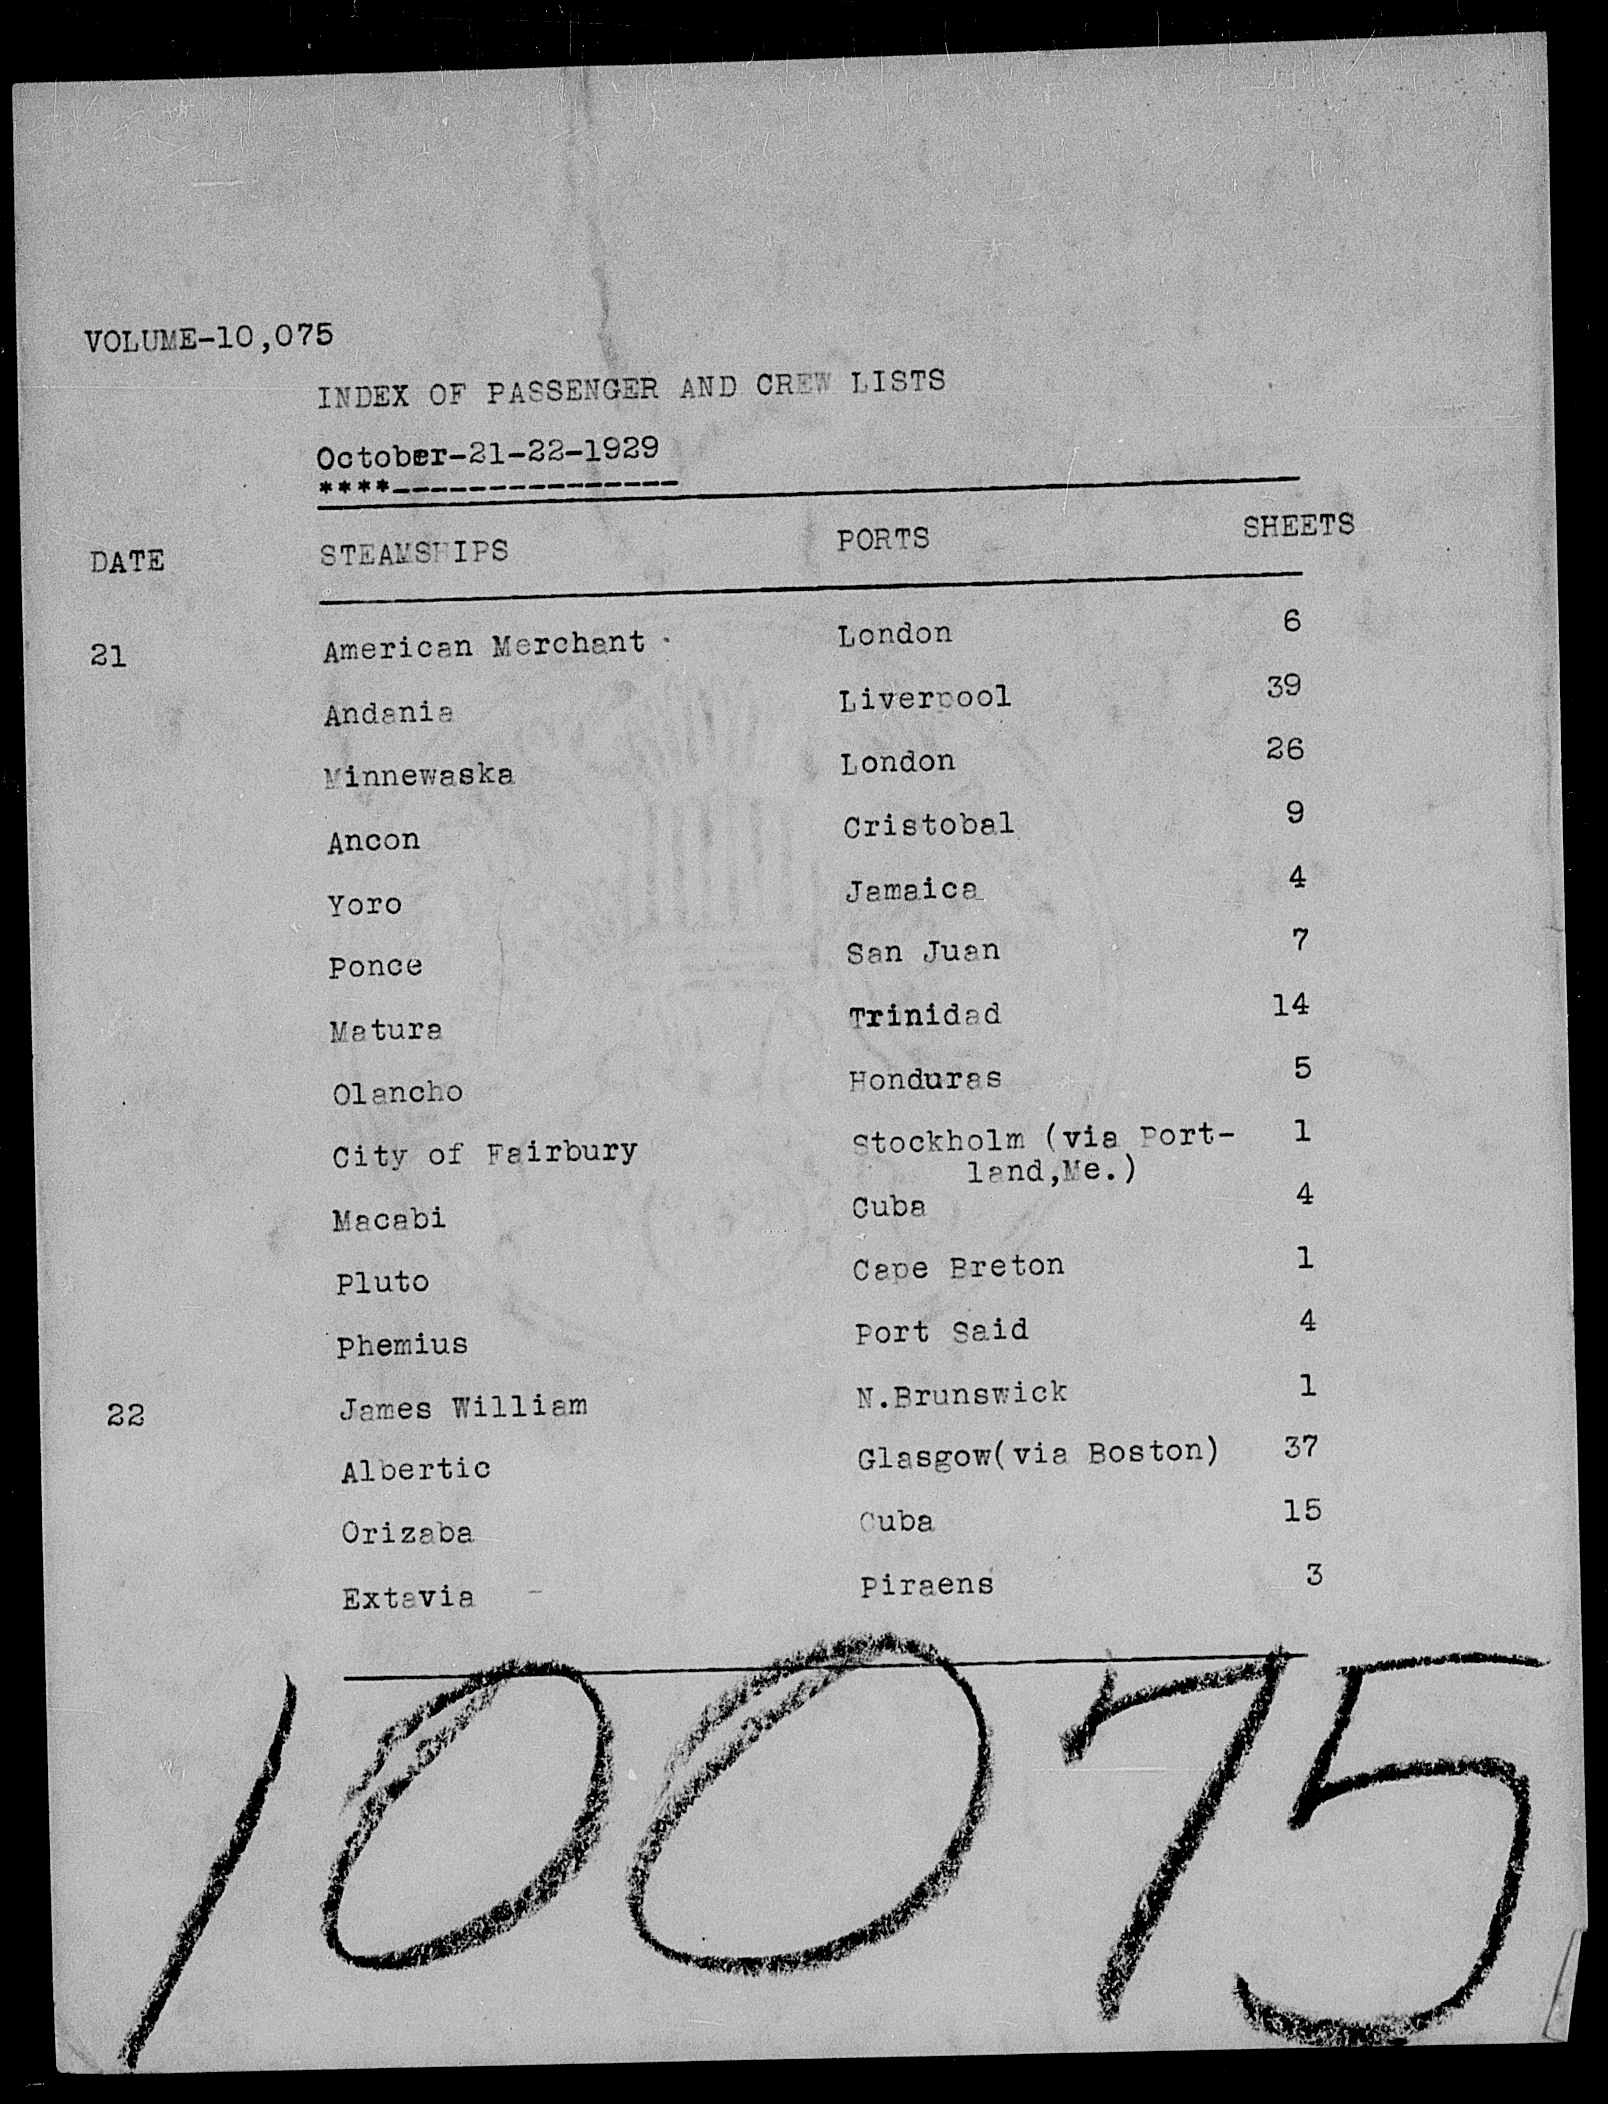 VOLUME-10,075
INDEX OF PASSENGER AND CREW LISTS
October-21-22-1929
****---------------
DATE STEAMSHIPS PORTS SHEETS
21 American Merchant London 6
Andania Liverpool 39
Minnewaska London 26
Ancon Cristobal 9
Yoro Jamaica 4
Ponce San Juan 7
Matura Trinidad 14
Olancho Honduras 5
City of Fairbury Stockholm (via Port- 1
land,Me.)
Macabi Cuba 4
Pluto Cape Breton 1
Phemius Port Said 4
22 James William N.Brunswick 1
Albertic Glasgow(via Boston) 37
Orizaba Cuba 15
Extavia Piraens 3
10075